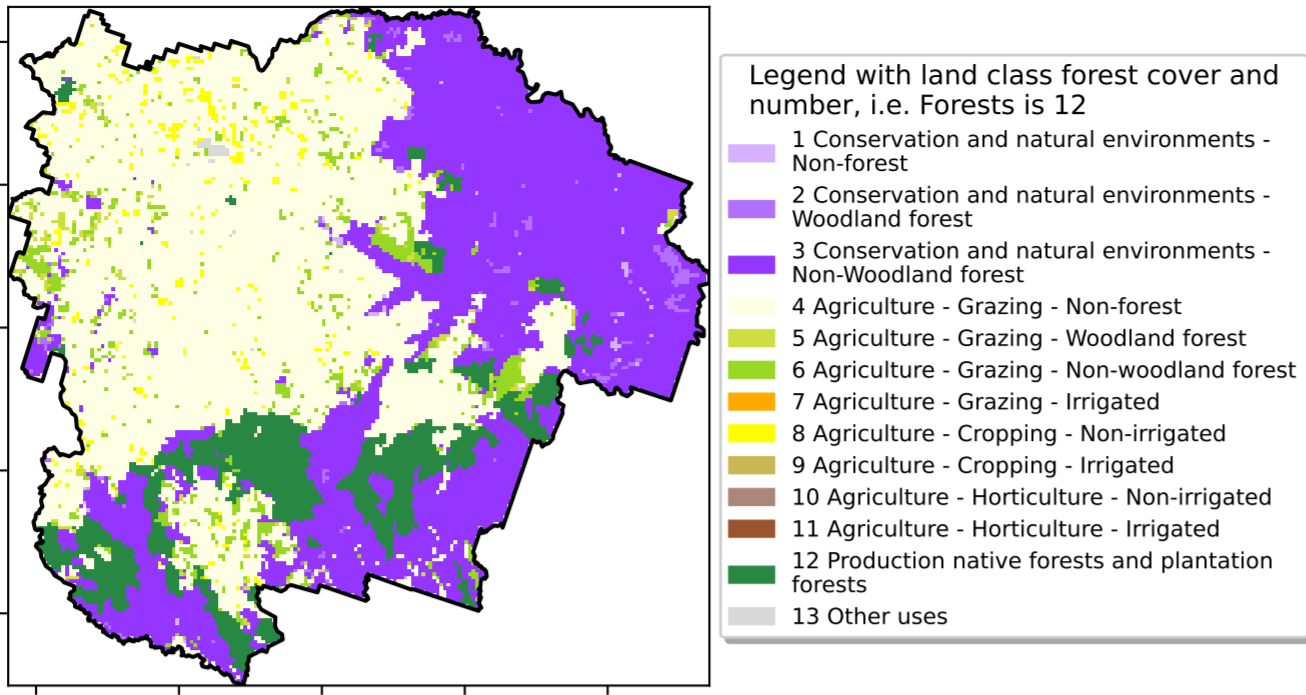 Legend with land class forest cover and
number, i.e. Forests is 12
1 Conservation and natural environments -
Non-forest
2 Conservation and natural environments -
Woodland forest
3 Conservation and natural environments -
Non-Woodland forest
4 Agriculture - Grazing - Non-forest
5 Agriculture - Grazing - Woodland forest
6 Agriculture - Grazing - Non-woodland forest
7 Agriculture - Grazing - Irrigated
8 Agriculture - Cropping - Non-irrigated
9 Agriculture - Cropping - Irrigated
10 Agriculture - Horticulture - Non-irrigated
11 Agriculture - Horticulture - Irrigated
12 Production native forests and plantation
forests
13 Other uses